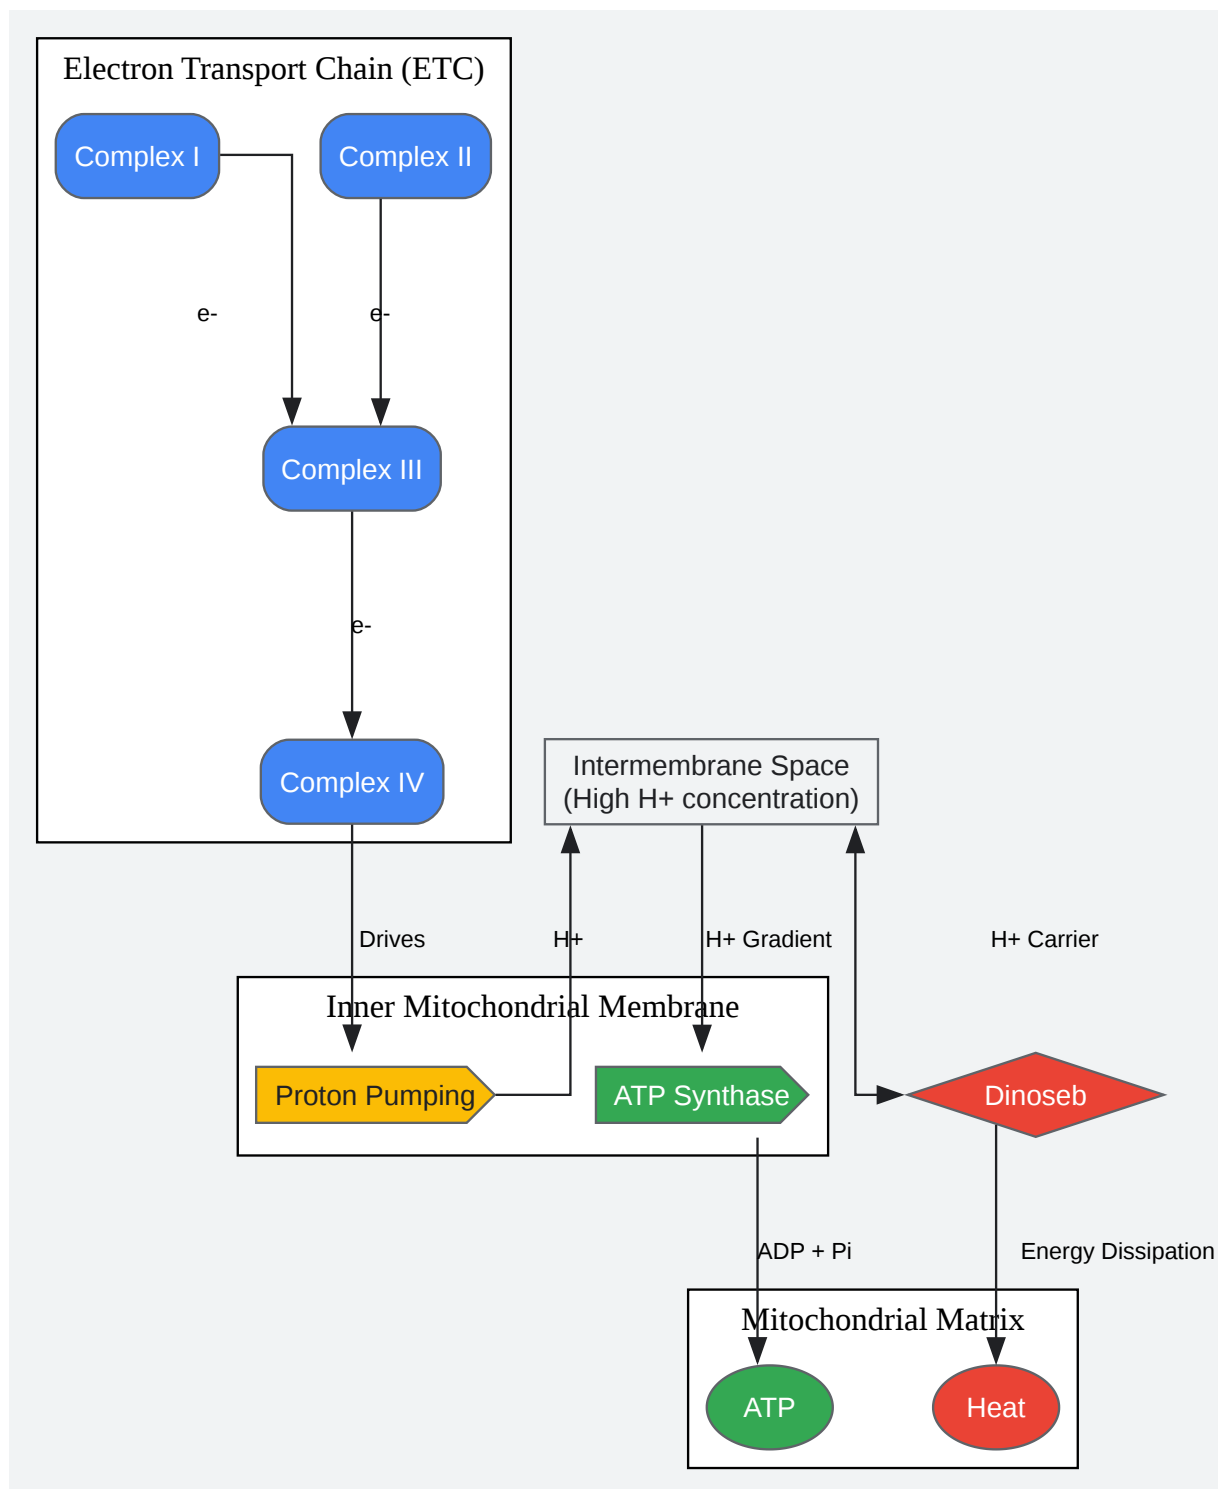 Electron Transport Chain (ETC)
Complex I
Complex II
e-
e-
Complex III
e-
Complex IV
Intermembrane Space
(High H+ concentration)
Drives
H+
H+ Gradient
H+ Carrier
Inner Mitochondrial Membrane
Proton Pumping
ATP Synthase
Dinoseb
ADP + Pi
Energy Dissipation
Mitochondrial Matrix
ATP
Heat